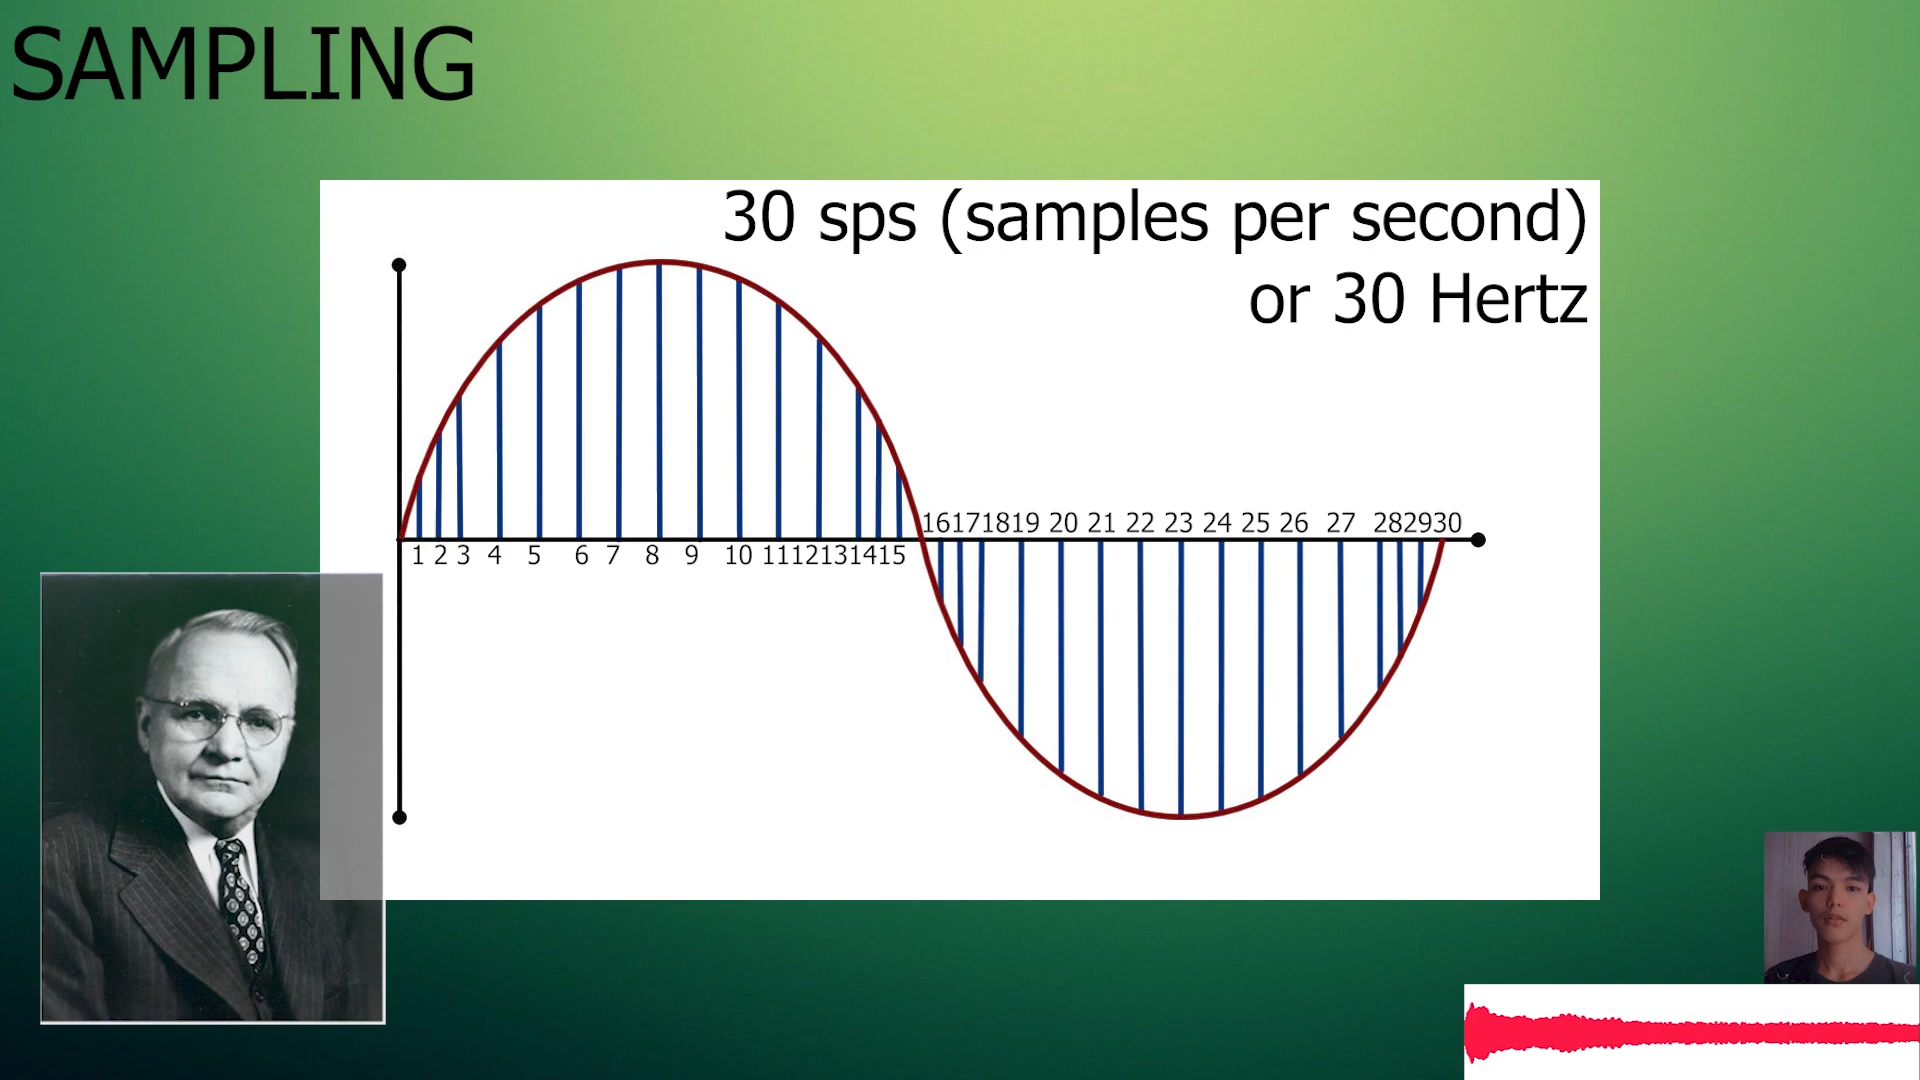 SAMPLING
30 sps (samples per second)
or 30 Hertz
16 17 18 19 20 21 22 23 24 25 26 27 28 29 30
1 2 3 4 5 6 7 8 9 10 11 12 13 14 15